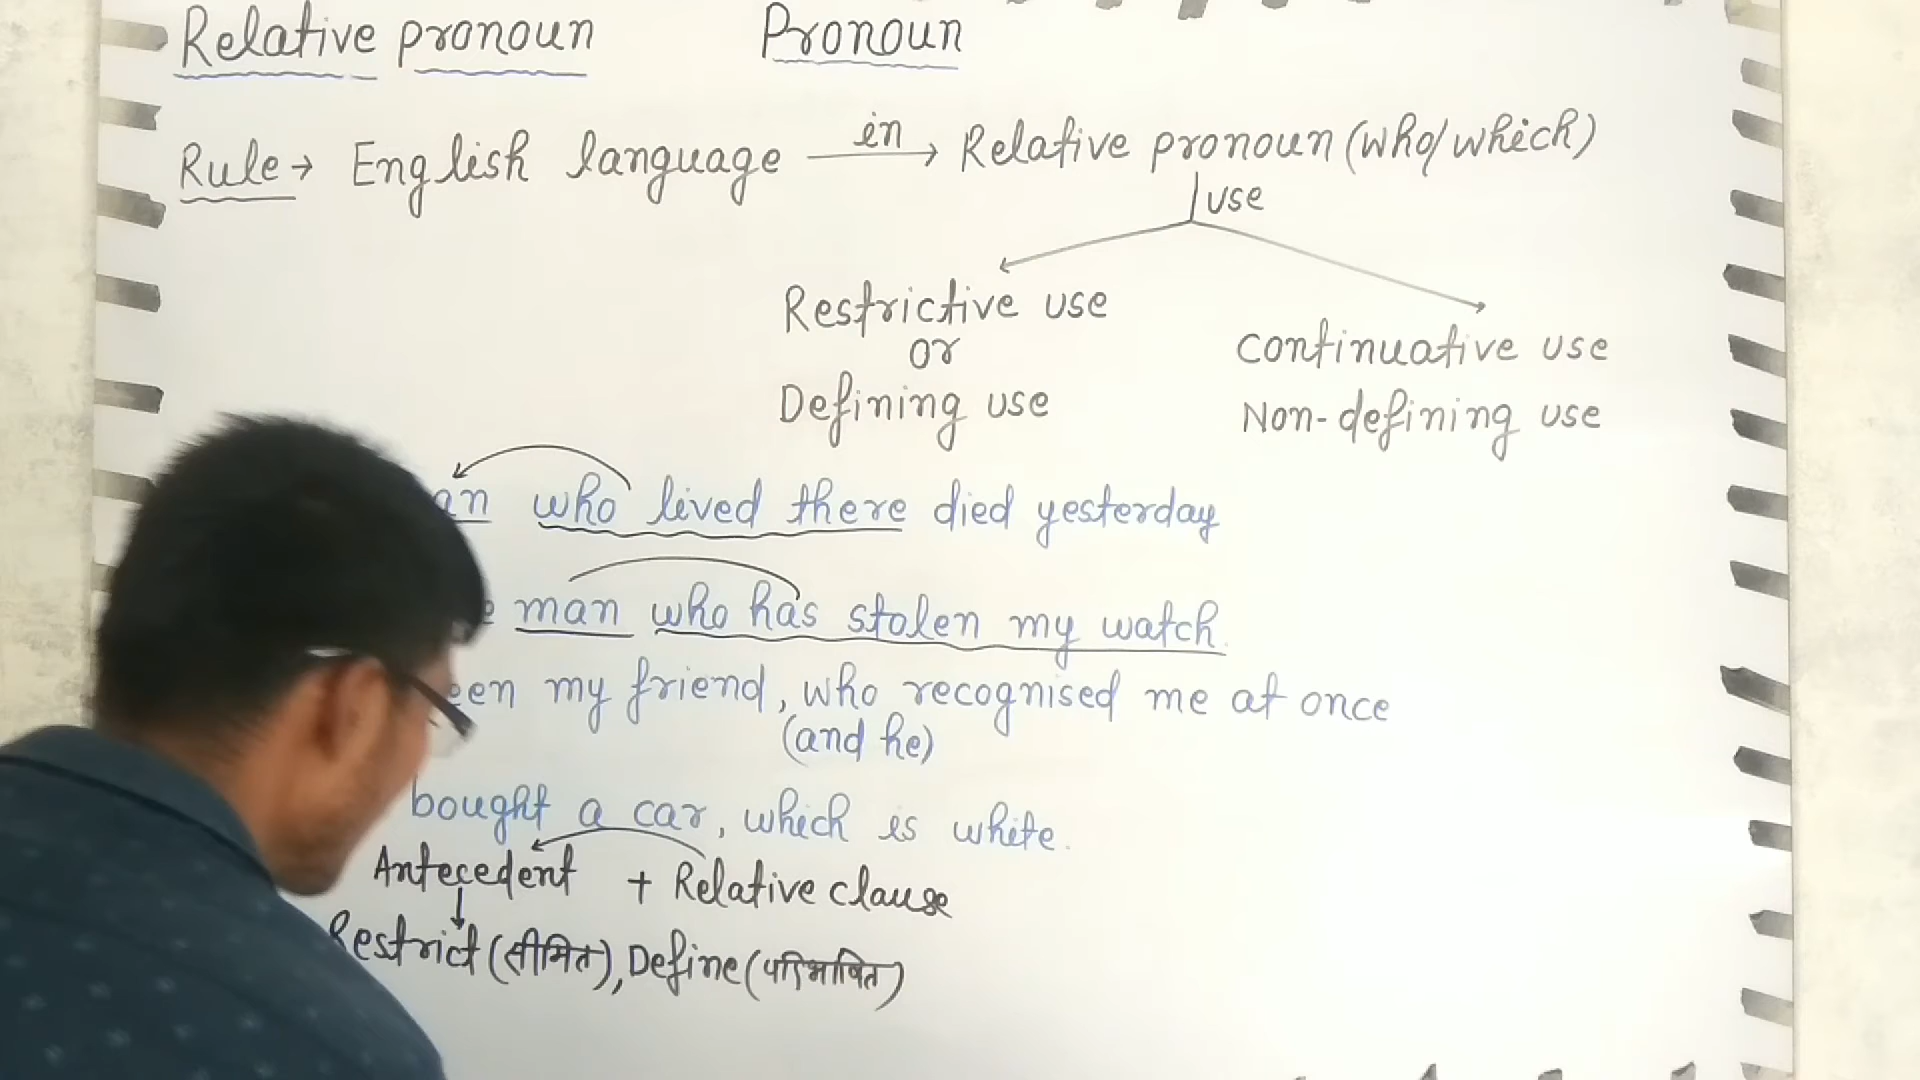 Relative pronoun Pronoun
Rule → English language in → Relative pronoun (who/which)
use
Restrictive use
or
Defining use
Continuative use
Non-defining use
who lived there died yesterday
man who has stolen my watch.
my friend, who recognised me at once
(and he)
bought a car, which is white.
Antecedent + Relative clause
Restrict (सीमित), Define (परिभाषित)